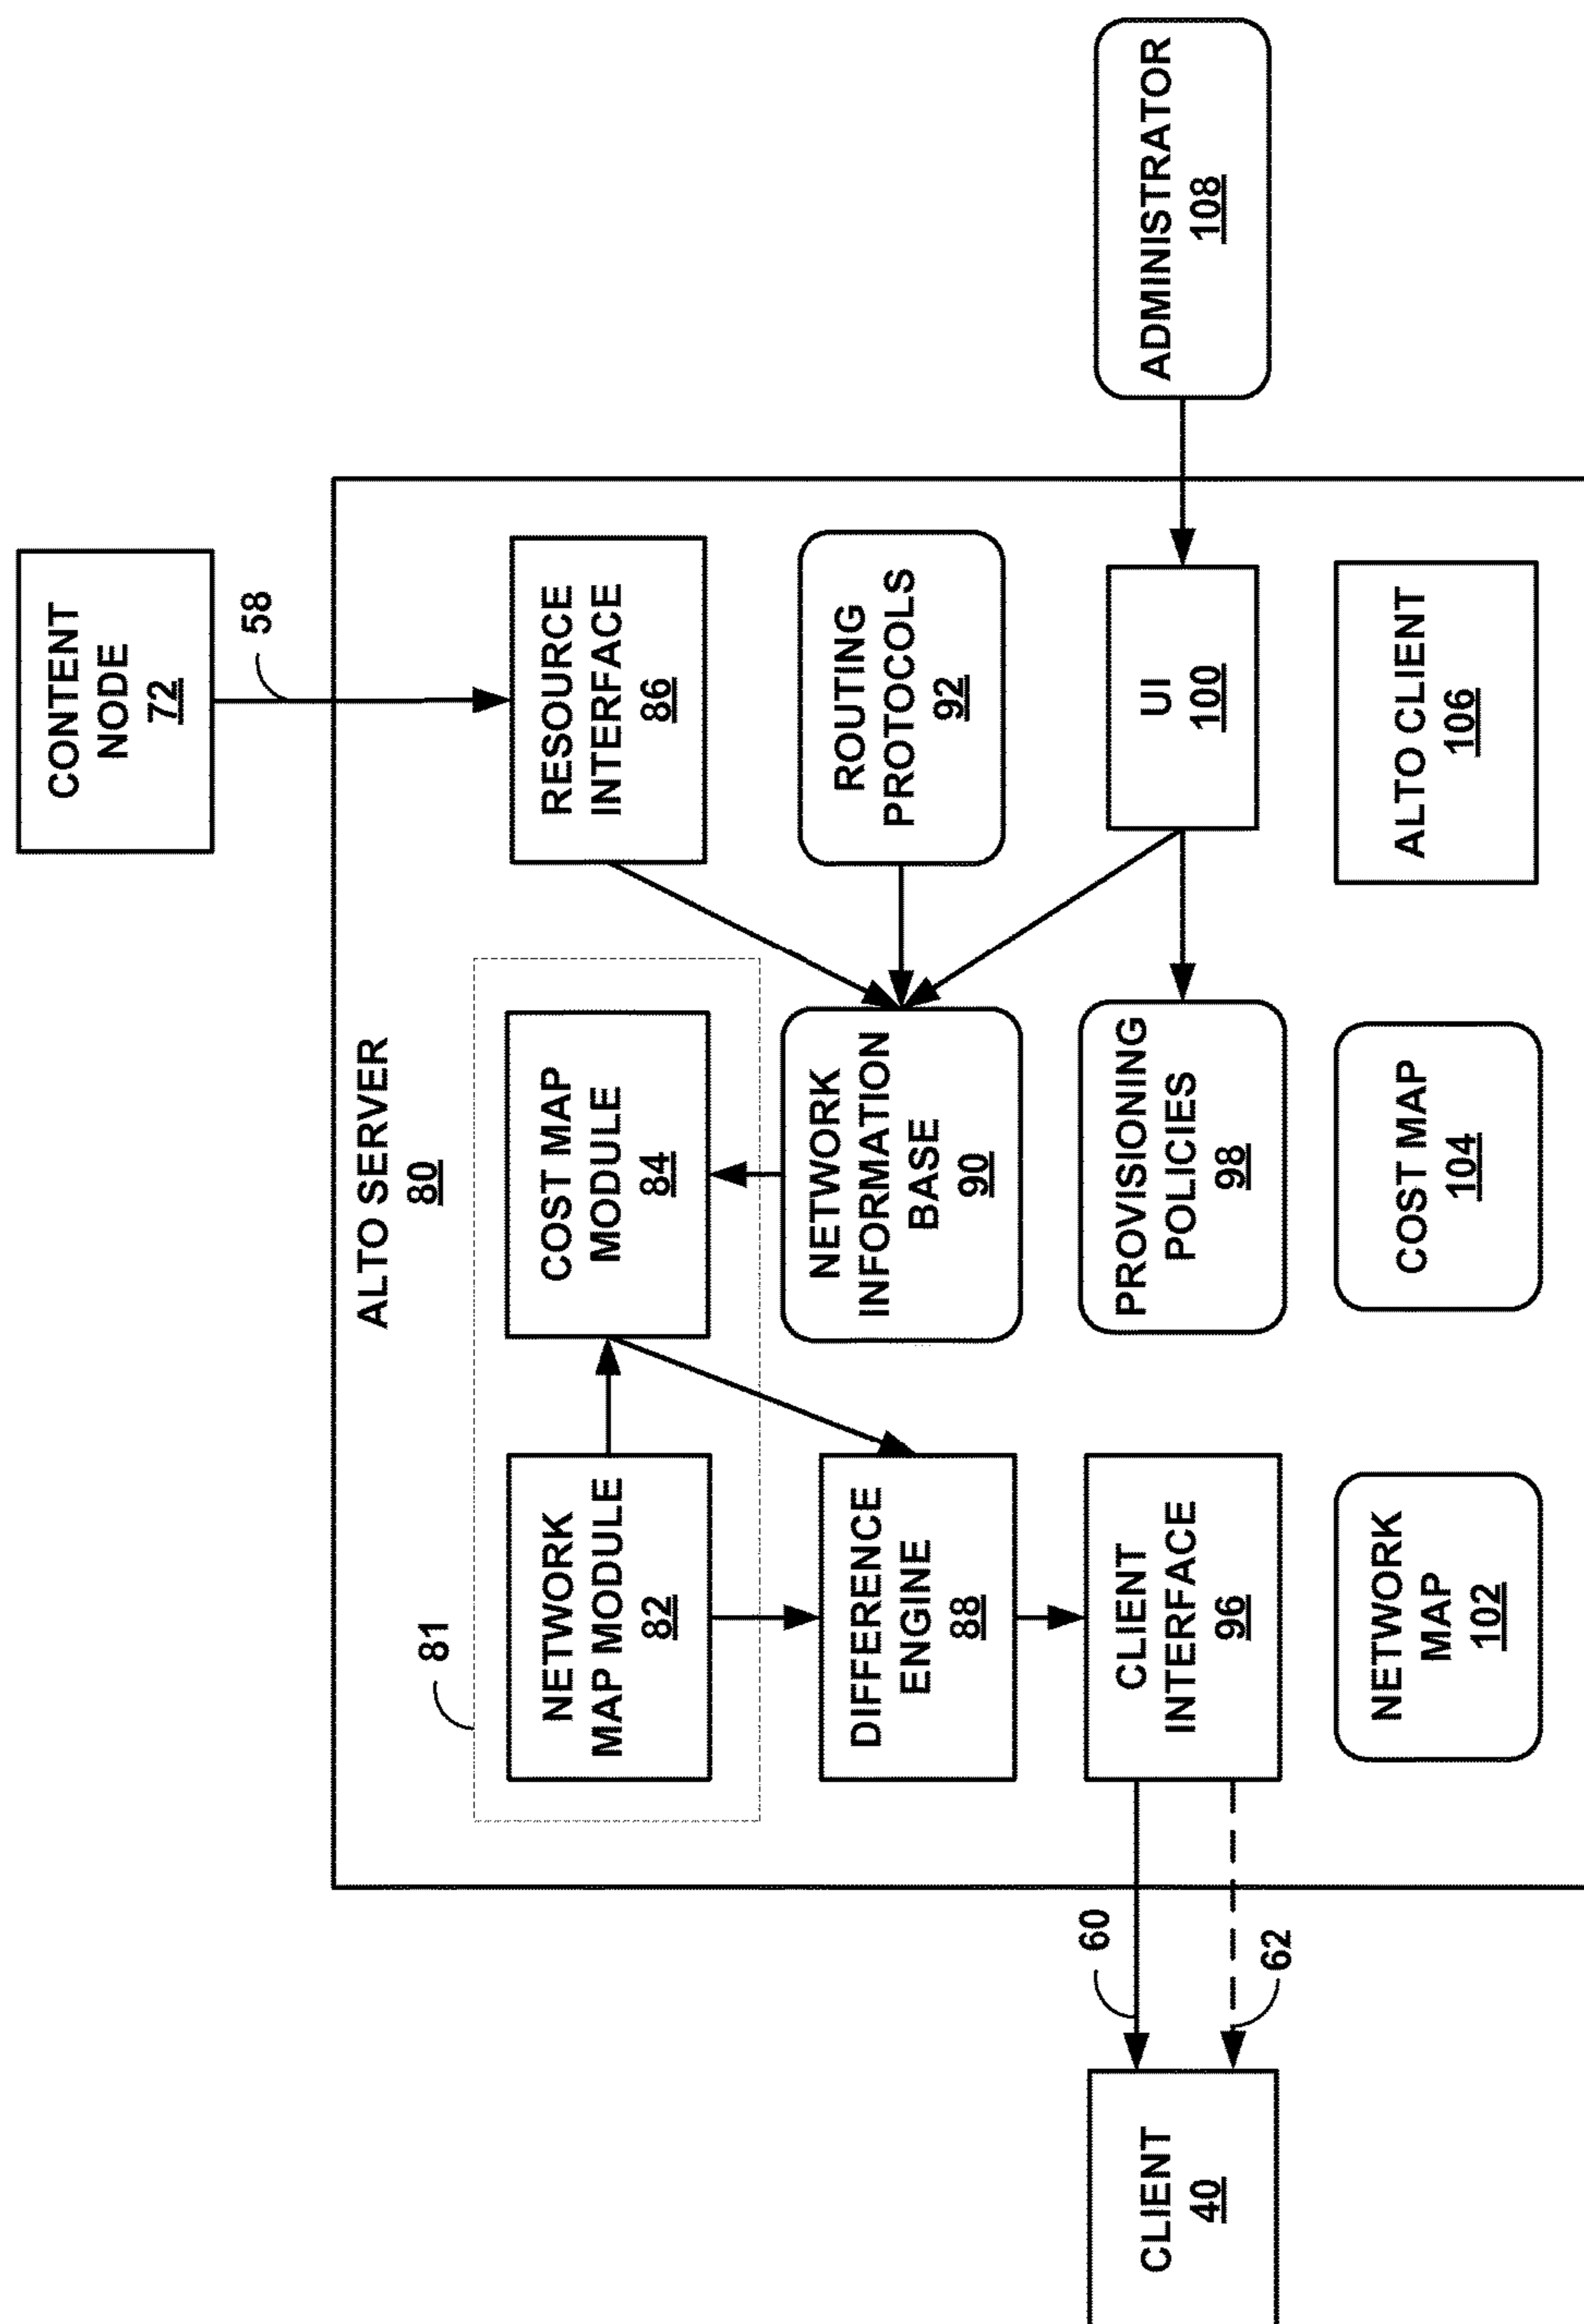 CONTENT
NODE
72
58
ALTO SERVER
80
81
NETWORK
MAP MODULE
82
COST MAP
MODULE
84
RESOURCE
INTERFACE
86
DIFFERENCE
ENGINE
88
NETWORK
INFORMATION
BASE
90
ROUTING
PROTOCOLS
92
CLIENT
40
60
62
CLIENT
INTERFACE
96
PROVISIONING
POLICIES
98
UI
100
ADMINISTRATOR
108
NETWORK
MAP
102
COST MAP
104
ALTO CLIENT
106